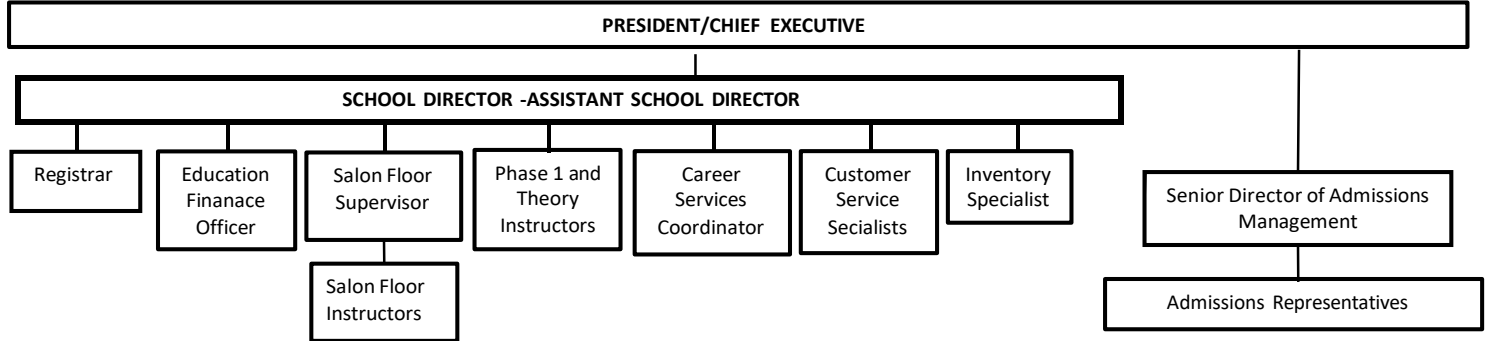 PRESIDENT/CHIEF EXECUTIVE
SCHOOL DIRECTOR -ASSISTANT SCHOOL DIRECTOR
Registrar
Education
Finanace
Officer
Salon Floor
Supervisor
Phase 1 and
Theory
Instructors
Career
Services
Coordinator
Customer
Service
Secialists
Inventory
Specialist
Senior Director of Admissions
Management
Salon Floor
Instructors
Admissions Representatives